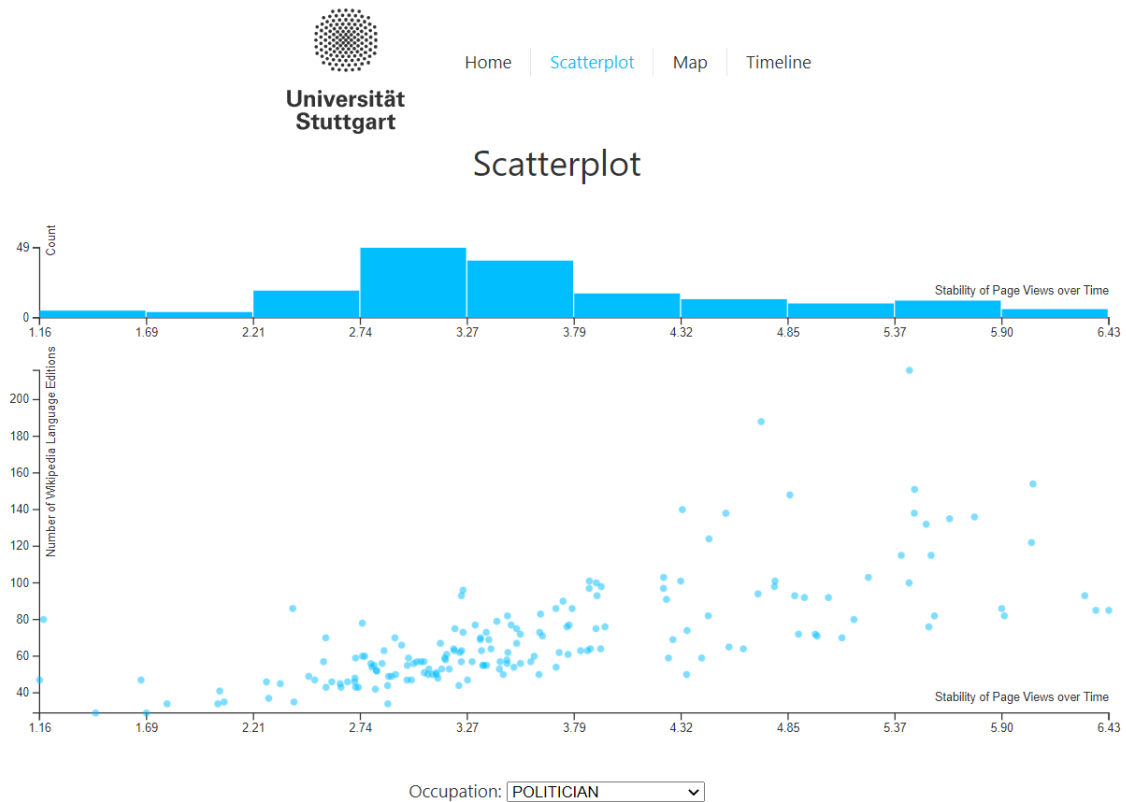 Universität
Stuttgart
Home Scatterplot Map Timeline
Scatterplot
Count
49
0
Stability of Page Views over Time
1.16 1.69 2.21 2.74 3.27 3.79 4.32 4.85 5.37 5.90 6.43
Number of Wikipedia Language Editions
200
180
160
140
120
100
80
60
40
Stability of Page Views over Time
1.16 1.69 2.21 2.74 3.27 3.79 4.32 4.85 5.37 5.90 6.43
Occupation: POLITICIAN